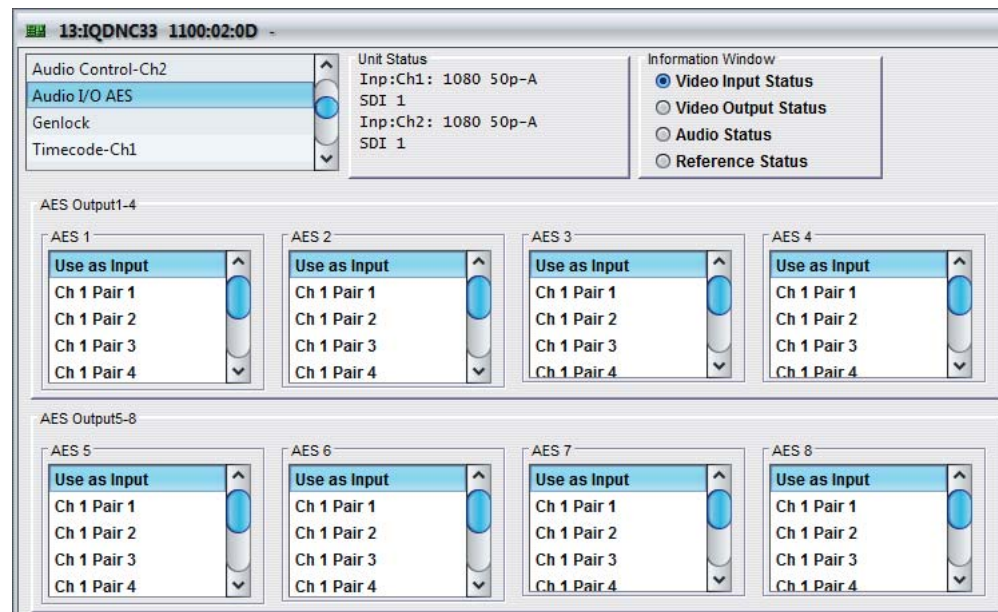 13:IQDNC33 1100:02:0D -
Audio Control-Ch2
Audio I/O AES
Genlock
Timecode-Ch1
Unit Status
Inp:Ch1: 1080 50p-A
SDI 1
Inp:Ch2: 1080 50p-A
SDI 1
Information Window
Video Input Status
Video Output Status
Audio Status
Reference Status
AES Output1-4
AES 1
Use as Input
Ch 1 Pair 1
Ch 1 Pair 2
Ch 1 Pair 3
Ch 1 Pair 4
AES 2
Use as Input
Ch 1 Pair 1
Ch 1 Pair 2
Ch 1 Pair 3
Ch 1 Pair 4
AES 3
Use as Input
Ch 1 Pair 1
Ch 1 Pair 2
Ch 1 Pair 3
Ch 1 Pair 4
AES 4
Use as Input
Ch 1 Pair 1
Ch 1 Pair 2
Ch 1 Pair 3
Ch 1 Pair 4
AES Output5-8
AES 5
Use as Input
Ch 1 Pair 1
Ch 1 Pair 2
Ch 1 Pair 3
Ch 1 Pair 4
AES 6
Use as Input
Ch 1 Pair 1
Ch 1 Pair 2
Ch 1 Pair 3
Ch 1 Pair 4
AES 7
Use as Input
Ch 1 Pair 1
Ch 1 Pair 2
Ch 1 Pair 3
Ch 1 Pair 4
AES 8
Use as Input
Ch 1 Pair 1
Ch 1 Pair 2
Ch 1 Pair 3
Ch 1 Pair 4